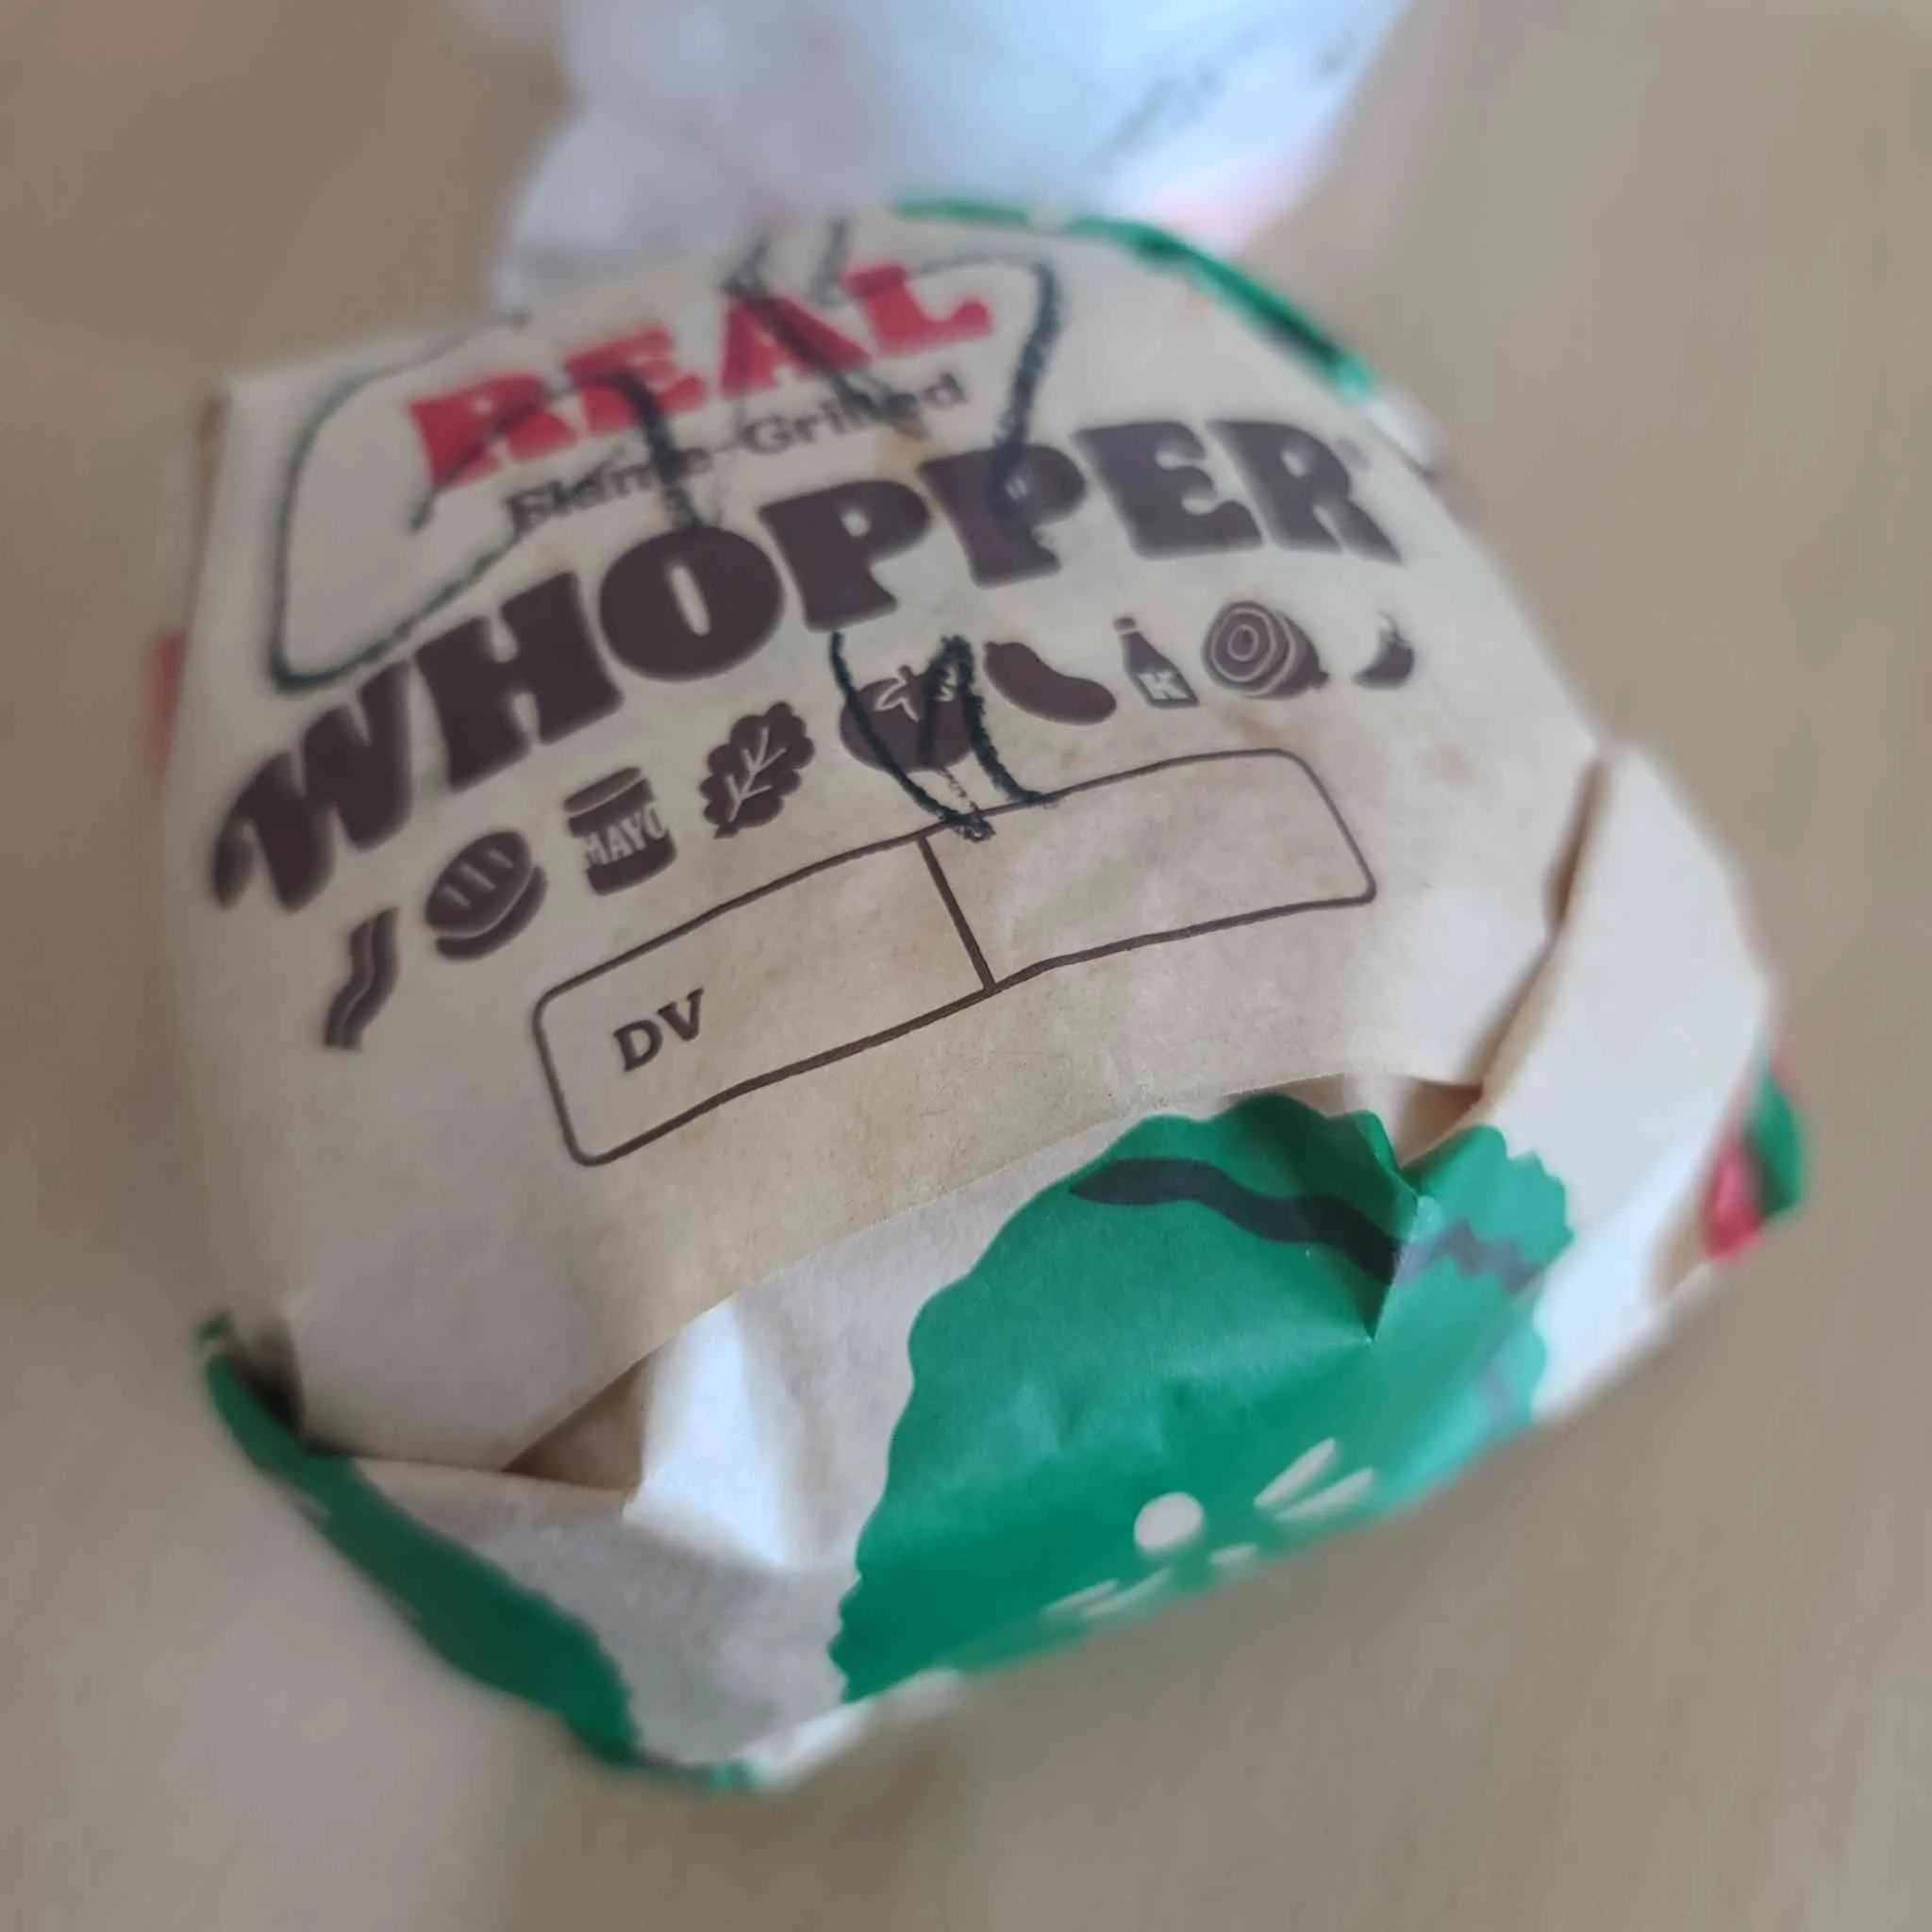 REAL
Flame-Grilled
WHOPPER®
MAYO
K
DV